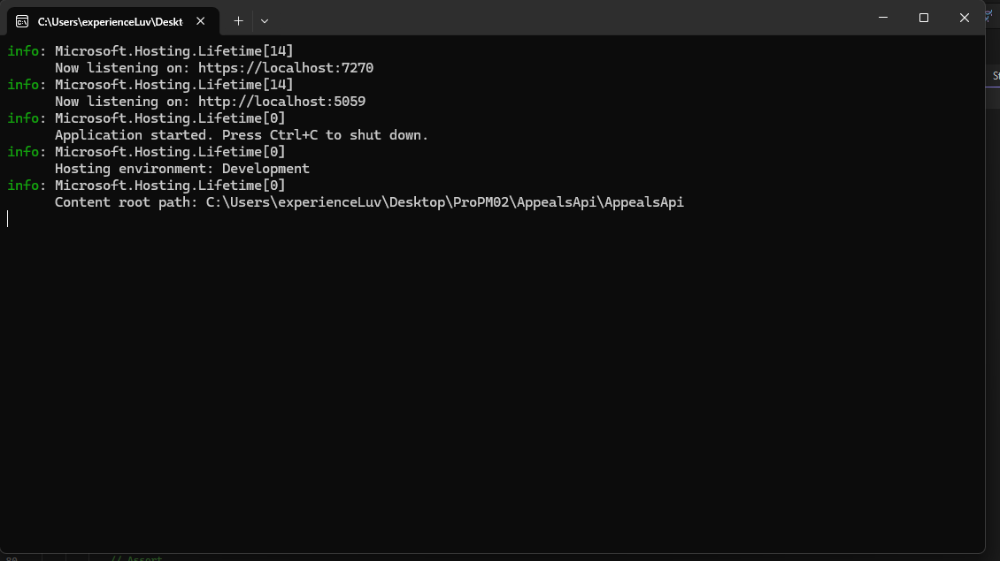 C:\Users\experienceLuv\Deskt
info: Microsoft.Hosting.Lifetime[14]
Now listening on: https://localhost:7270
info: Microsoft.Hosting.Lifetime[14]
Now listening on: http://localhost:5059
info: Microsoft.Hosting.Lifetime[0]
Application started. Press Ctrl+C to shut down.
info: Microsoft.Hosting.Lifetime[0]
Hosting environment: Development
info: Microsoft.Hosting.Lifetime[0]
Content root path: C:\Users\experienceLuv\Desktop\ProPM02\AppealsApi\AppealsApi
// Assert